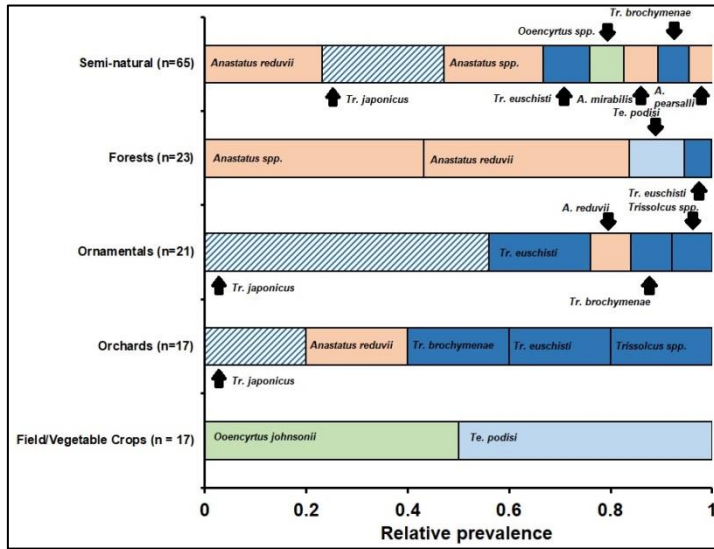 Tr. brochymenae
Ooencyrtus spp.
Semi-natural (n=65)
Anastatus reduvii
Anastatus spp.
Tr. japonicus
Tr. euschisti
A. mirabilis
A.
pearsalli
Te. podisi
Forests (n=23)
Anastatus spp.
Anastatus reduvii
Tr. euschisti
A. reduvii
Trissolcus spp.
Ornamentals (n=21)
Tr. euschisti
Tr. japonicus
Tr. brochymenae
Orchards (n=17)
Anastatus reduvii
Tr. brochymenae
Tr. euschisti
Trissolcus spp.
Tr. japonicus
Field/Vegetable Crops (n = 17)
Ooencyrtus johnsonii
Te. podisi
0
0.2
0.4
0.6
0.8
1
Relative prevalence